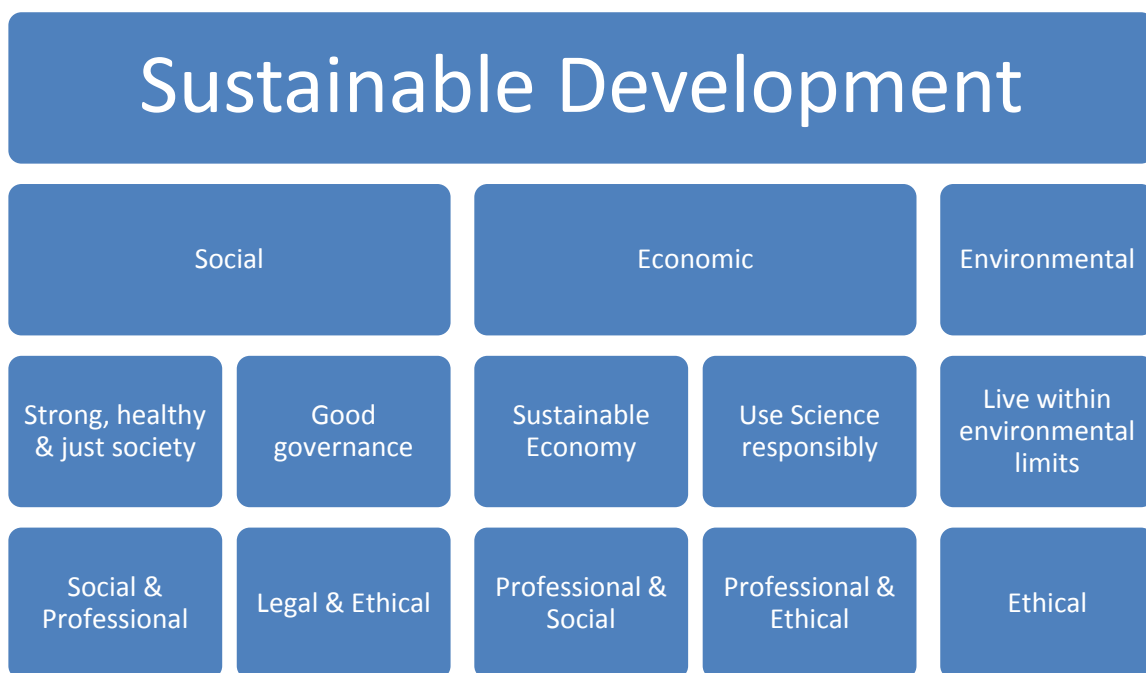 Sustainable Development
Social
Economic
Environmental
Strong, healthy
& just society
Good
governance
Sustainable
Economy
Use Science
responsibly
Live within
environmental
limits
Social &
Professional
Legal & Ethical
Professional &
Social
Professional &
Ethical
Ethical